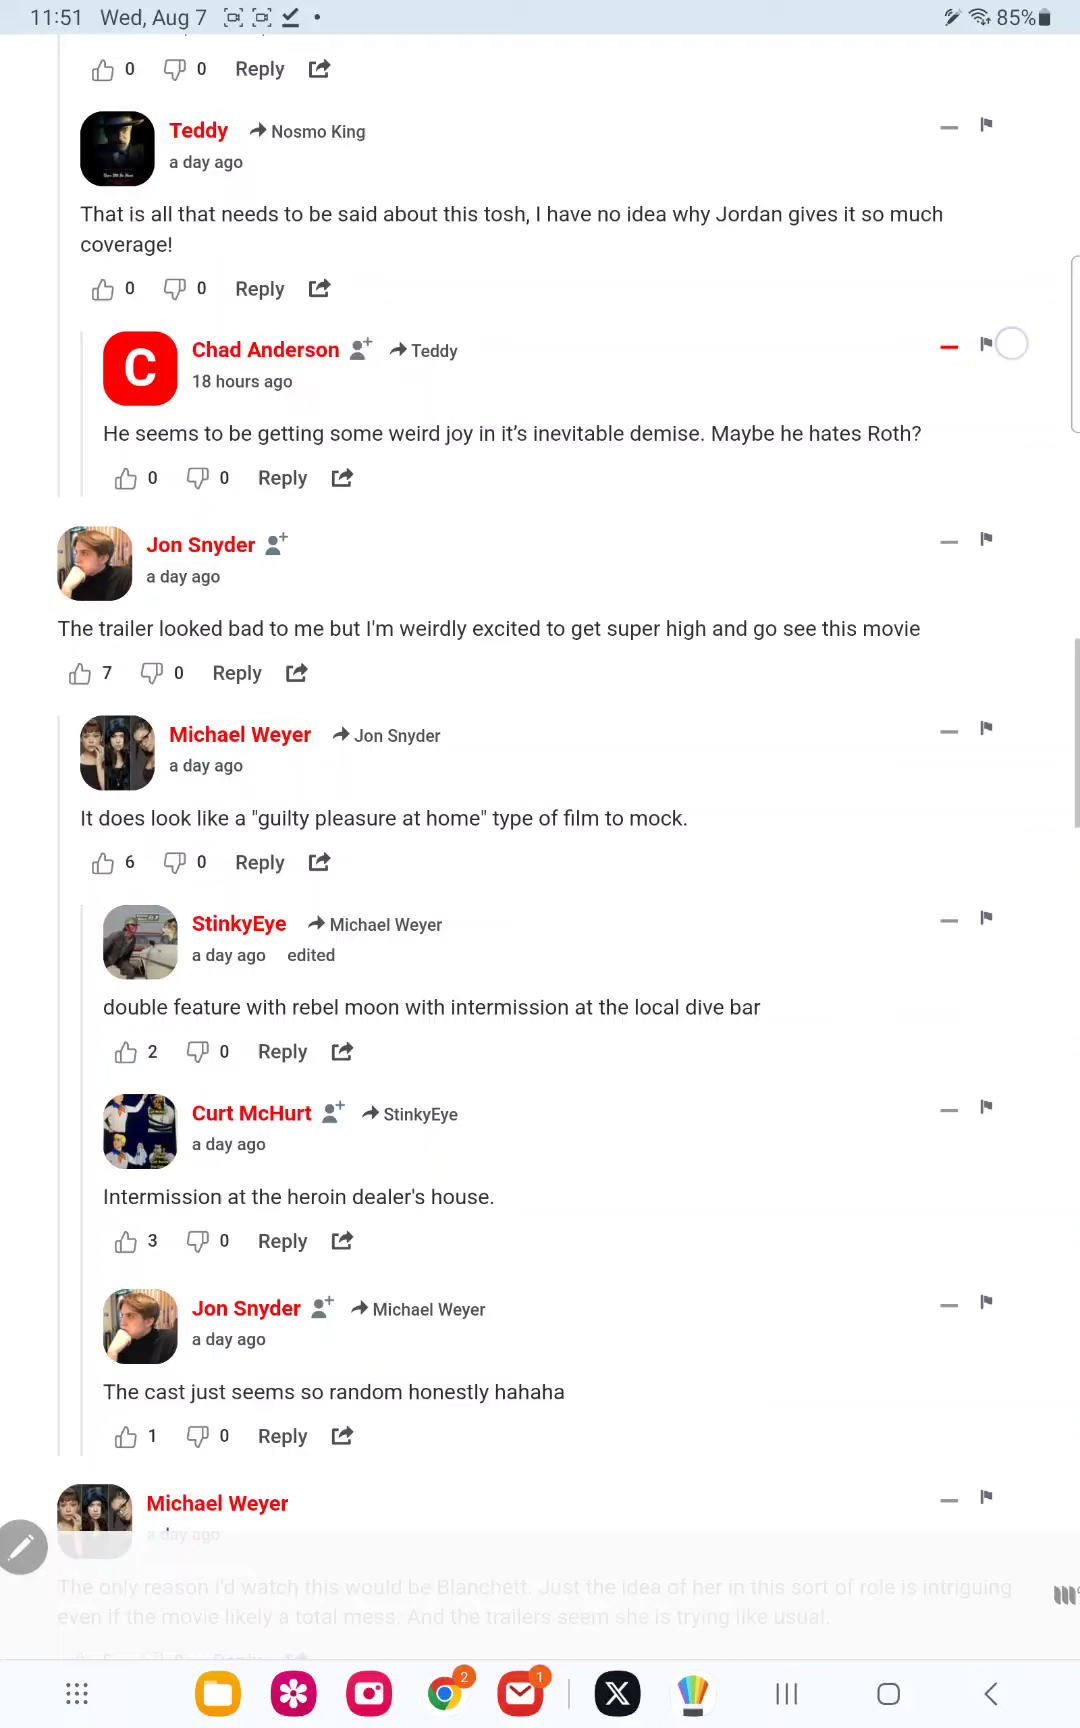 11:51 Wed, Aug 7 85%
0 0 Reply
Teddy Nosmo King
a day ago
That is all that needs to be said about this tosh, I have no idea why Jordan gives it so much
coverage!
0 0 Reply
C
Chad Anderson Teddy
18 hours ago
He seems to be getting some weird joy in it’s inevitable demise. Maybe he hates Roth?
0 0 Reply
Jon Snyder
a day ago
The trailer looked bad to me but I'm weirdly excited to get super high and go see this movie
7 0 Reply
Michael Weyer Jon Snyder
a day ago
It does look like a "guilty pleasure at home" type of film to mock.
6 0 Reply
StinkyEye Michael Weyer
a day ago edited
double feature with rebel moon with intermission at the local dive bar
2 0 Reply
Curt McHurt StinkyEye
a day ago
Intermission at the heroin dealer's house.
3 0 Reply
Jon Snyder Michael Weyer
a day ago
The cast just seems so random honestly hahaha
1 0 Reply
Michael Weyer
a day ago
The only reason I'd watch this would be Blanchett. Just the idea of her in this sort of role is intriguing
even if the movie likely a total mess. And the trailers seem she is trying like usual.
2 1